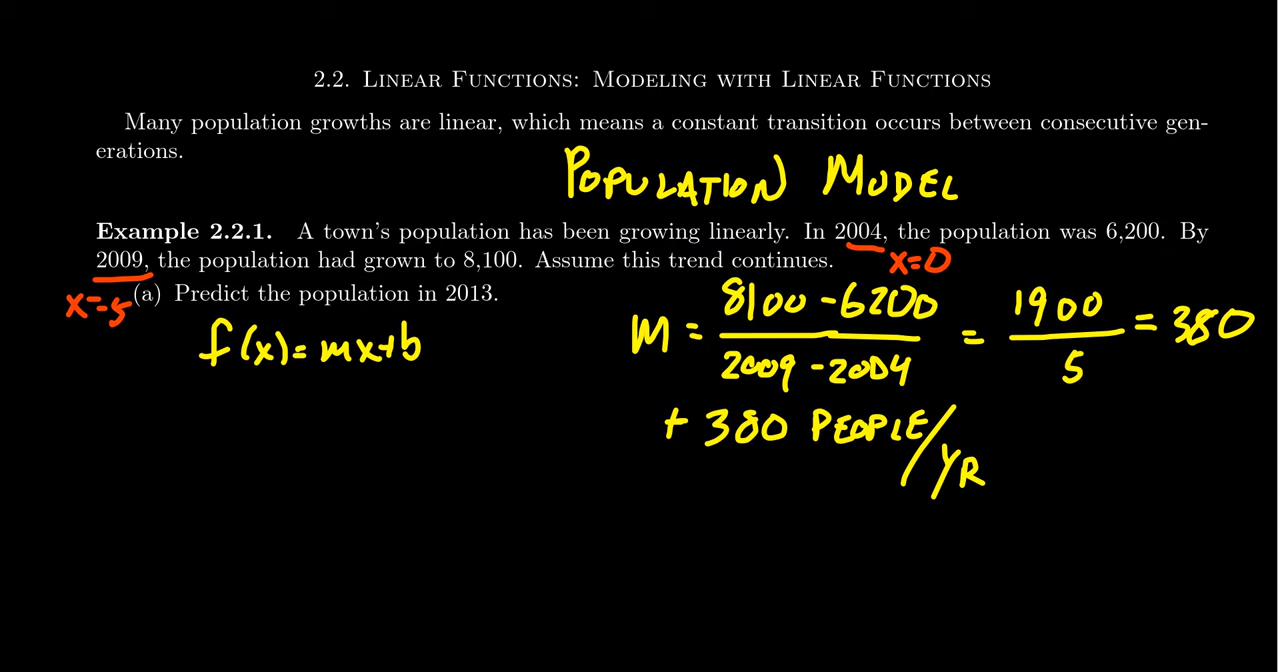 2.2. Linear Functions: Modeling with Linear Functions
Many population growths are linear, which means a constant transition occurs between consecutive gen-
erations.
POPULATION MODEL
Example 2.2.1. A town's population has been growing linearly. In 2004, the population was 6,200. By
2009, the population had grown to 8,100. Assume this trend continues.
x=0
x=5
(a) Predict the population in 2013.
f(x)=mx+b
M = 8100-6200 / 2009-2004 = 1900 / 5 = 380
+ 380 PEOPLE/YR